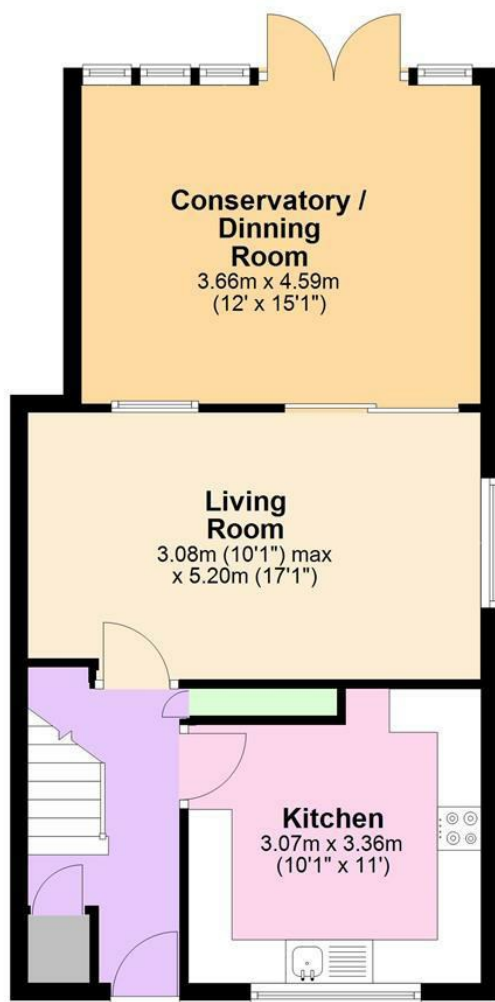 Conservatory /
Dinning
Room
3.66m x 4.59m
(12' x 15'1")
Living
Room
3.08m (10'1") max
x 5.20m (17'1")
Kitchen
3.07m x 3.36m
(10'1" x 11')